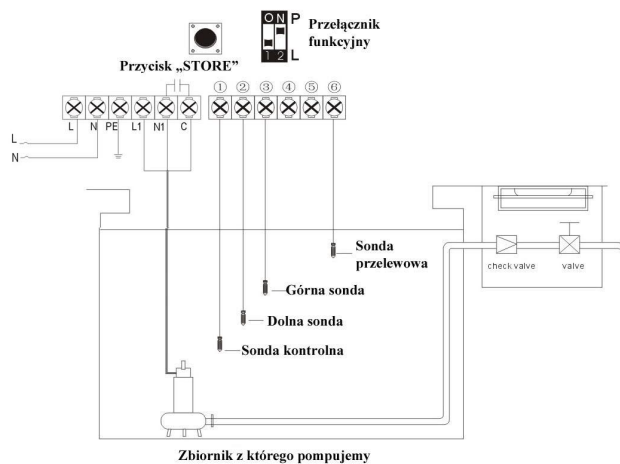 ON P
Przełącznik
funkcyjny
1 2 L
Przycisk „STORE”
① ② ③ ④ ⑤ ⑥
L N PE L1 N1 C
L
N
Sonda
przelewowa
check valve
valve
Górna sonda
Dolna sonda
Sonda kontrolna
Zbiornik z którego pompujemy